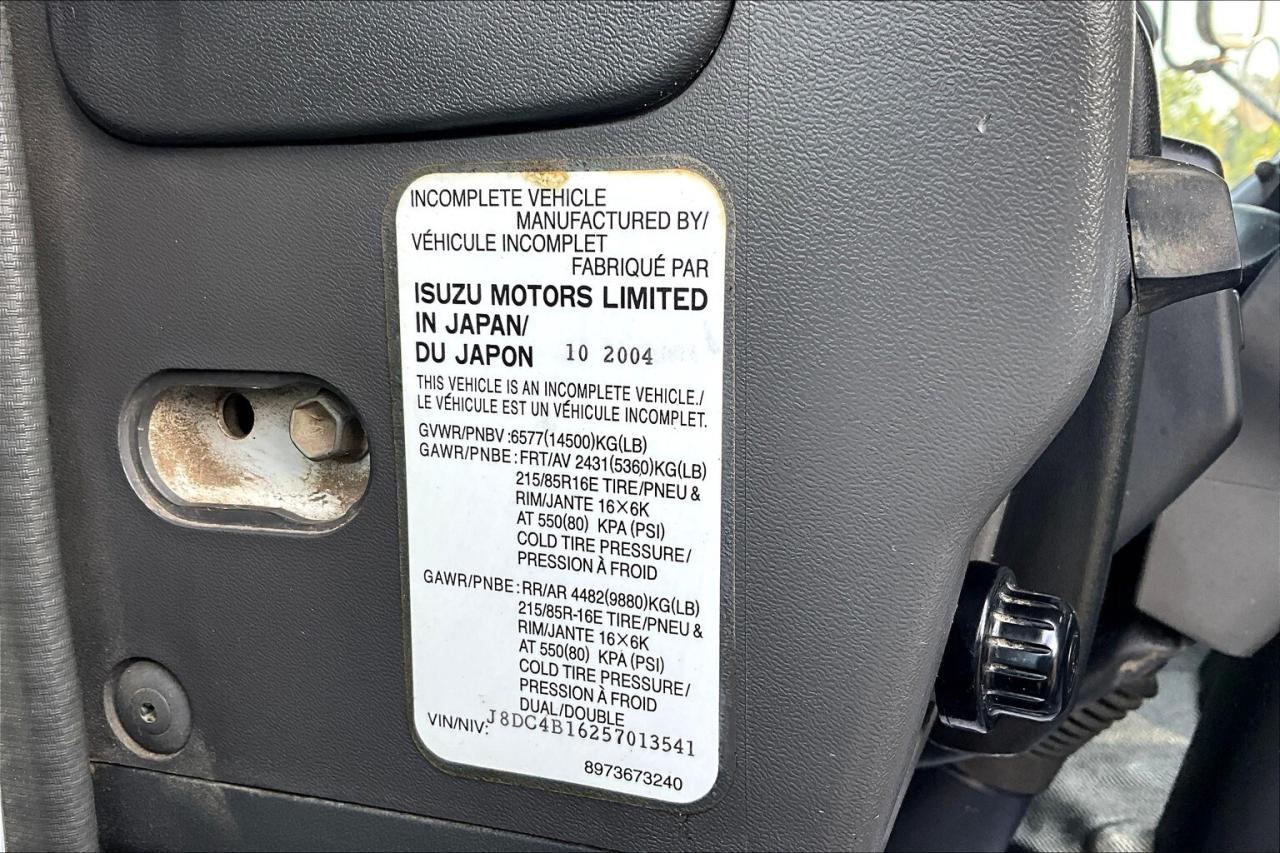 INCOMPLETE VEHICLE
MANUFACTURED BY/
VÉHICULE INCOMPLET
FABRIQUÉ PAR
ISUZU MOTORS LIMITED
IN JAPAN/
DU JAPON 10 2004
THIS VEHICLE IS AN INCOMPLETE VEHICLE./
LE VÉHICULE EST UN VÉHICULE INCOMPLET.
GVWR/PNBV :6577(14500)KG(LB)
GAWR/PNBE :FRT/AV 2431(5360)KG(LB)
215/85R16E TIRE/PNEU &
RIM/JANTE 16×6K
AT 550(80) KPA (PSI)
COLD TIRE PRESSURE/
PRESSION À FROID
GAWR/PNBE :RR/AR 4482(9880)KG(LB)
215/85R-16E TIRE/PNEU &
RIM/JANTE 16×6K
AT 550(80) KPA (PSI)
COLD TIRE PRESSURE/
PRESSION À FROID
DUAL/DOUBLE
VIN/NIV: J8DC4B16257013541
8973673240